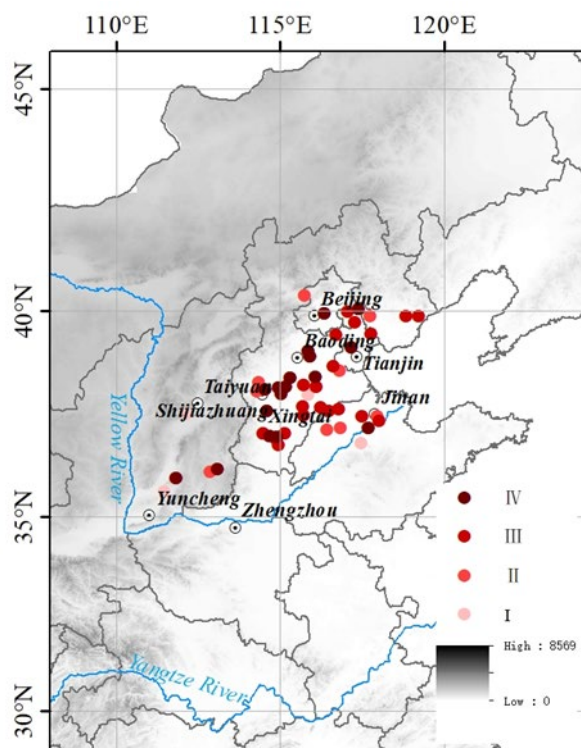 110°E 115°E 120°E
45°N
40°N
35°N
30°N
Beijing
Baoding
Tianjin
Taiyuan
Jinan
Shijiazhuang
Xingtai
Yellow River
Yuncheng
Zhengzhou
Yangtze River
IV
III
II
I
High : 8569
Low : 0